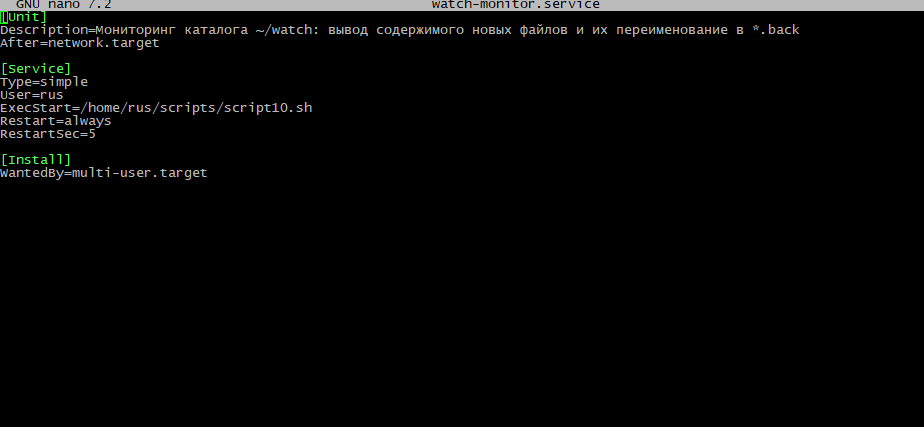 GNU nano 7.2 watch-monitor.service
[Unit]
Description=Мониторинг каталога ~/watch: вывод содержимого новых файлов и их переименование в *.back
After=network.target
[Service]
Type=simple
User=rus
ExecStart=/home/rus/scripts/script10.sh
Restart=always
RestartSec=5
[Install]
WantedBy=multi-user.target